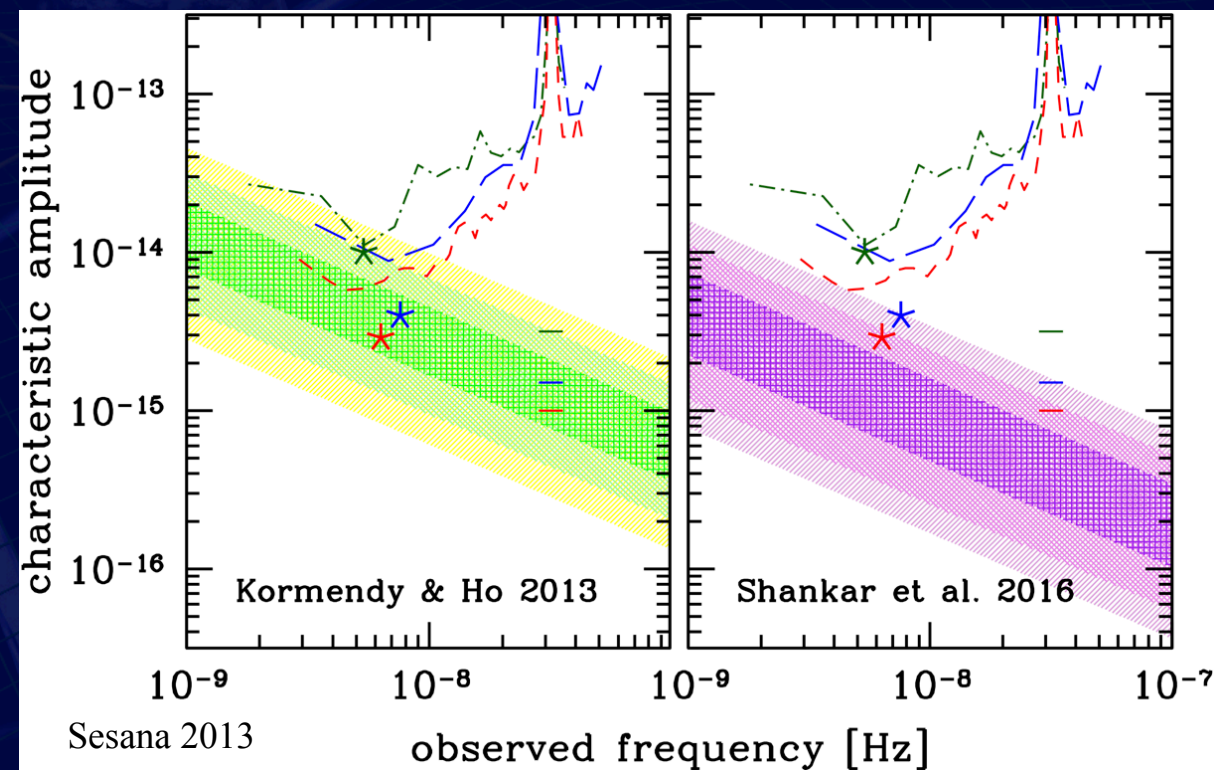 characteristic amplitude
10⁻¹³
10⁻¹⁴
10⁻¹⁵
10⁻¹⁶
Kormendy & Ho 2013
Shankar et al. 2016
10⁻⁹
10⁻⁸
10⁻⁹
10⁻⁸
10⁻⁷
Sesana 2013
observed frequency [Hz]